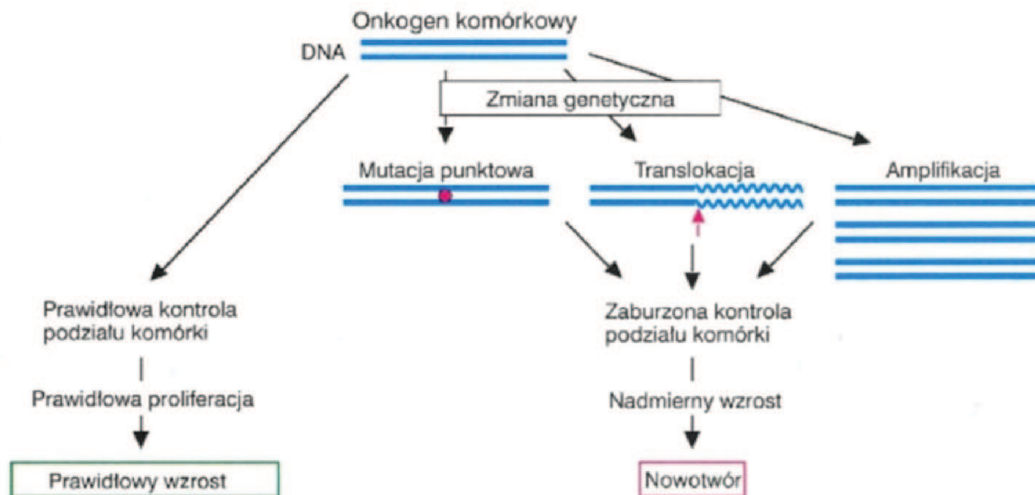 Onkogen komórkowy
DNA
Zmiana genetyczna
Mutacja punktowa
Translokacja
Amplifikacja
Prawidłowa kontrola
podziału komórki
Zaburzona kontrola
podziału komórki
Prawidłowa proliferacja
Nadmierny wzrost
Prawidłowy wzrost
Nowotwór